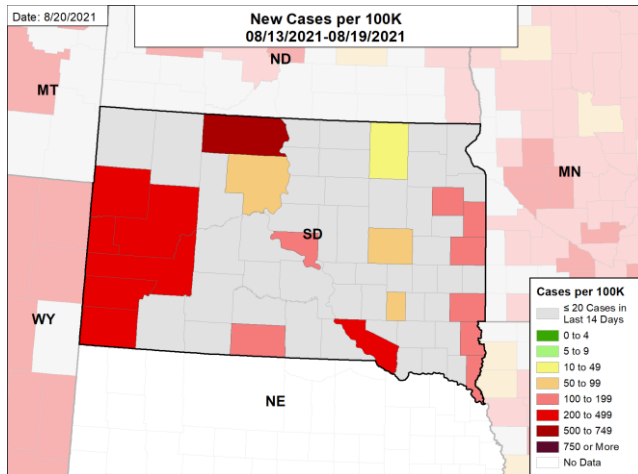 Date: 8/20/2021
New Cases per 100K
08/13/2021-08/19/2021
ND
MT
MN
SD
WY
NE
Cases per 100K
≤ 20 Cases in
Last 14 Days
0 to 4
5 to 9
10 to 49
50 to 99
100 to 199
200 to 499
500 to 749
750 or More
No Data